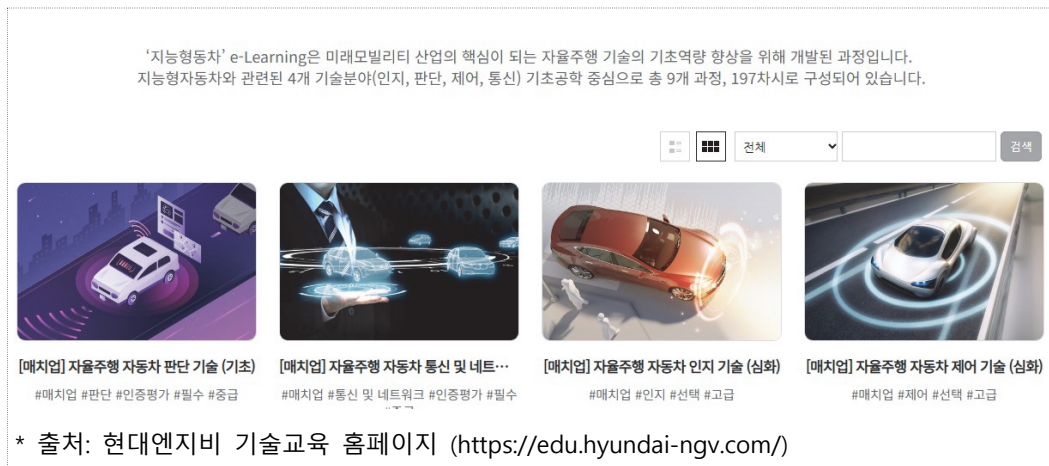 ‘지능형동차’ e-Learning은 미래모빌리티 산업의 핵심이 되는 자율주행 기술의 기초역량 향상을 위해 개발된 과정입니다.
지능형자동차와 관련된 4개 기술분야(인지, 판단, 제어, 통신) 기초공학 중심으로 총 9개 과정, 197차시로 구성되어 있습니다.
전체
검색
[매치업] 자율주행 자동차 판단 기술 (기초)
#매치업 #판단 #인증평가 #필수 #중급
[매치업] 자율주행 자동차 통신 및 네트⋯
#매치업 #통신 및 네트워크 #인증평가 #필수
[매치업] 자율주행 자동차 인지 기술 (심화)
#매치업 #인지 #선택 #고급
[매치업] 자율주행 자동차 제어 기술 (심화)
#매치업 #제어 #선택 #고급
* 출처: 현대엔지비 기술교육 홈페이지 (https://edu.hyundai-ngv.com/)